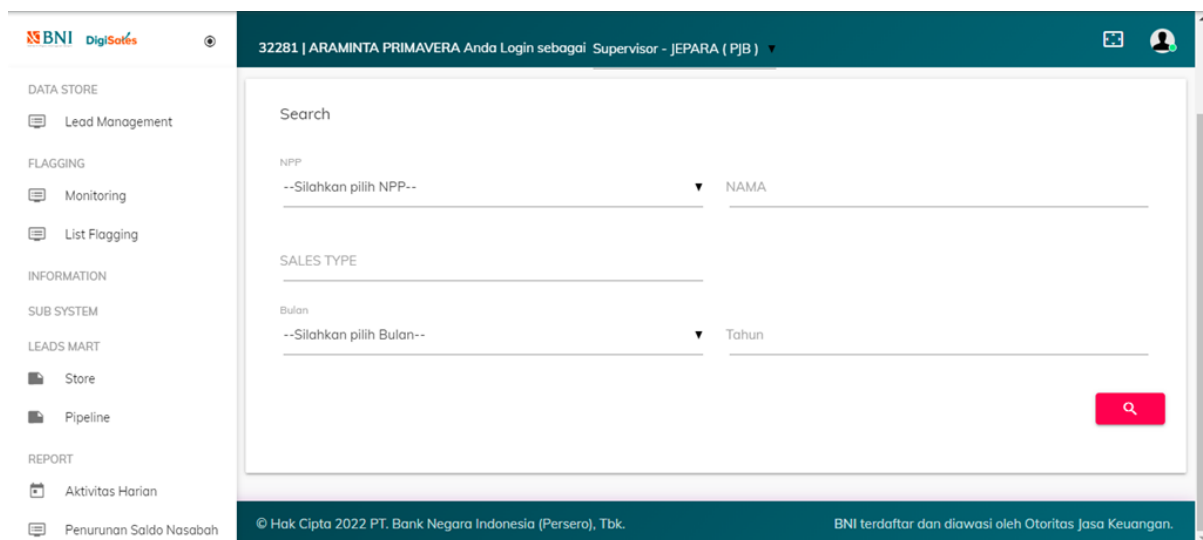 BNI DigiSales
32281 | ARAMINTA PRIMAVERA Anda Login sebagai Supervisor - JEPARA ( PJB )
DATA STORE
Lead Management
FLAGGING
Monitoring
List Flagging
INFORMATION
SUB SYSTEM
LEADS MART
Store
Pipeline
REPORT
Aktivitas Harian
Penurunan Saldo Nasabah
Search
NPP
--Silahkan pilih NPP--
NAMA
SALES TYPE
Bulan
--Silahkan pilih Bulan--
Tahun
© Hak Cipta 2022 PT. Bank Negara Indonesia (Persero), Tbk.
BNI terdaftar dan diawasi oleh Otoritas Jasa Keuangan.